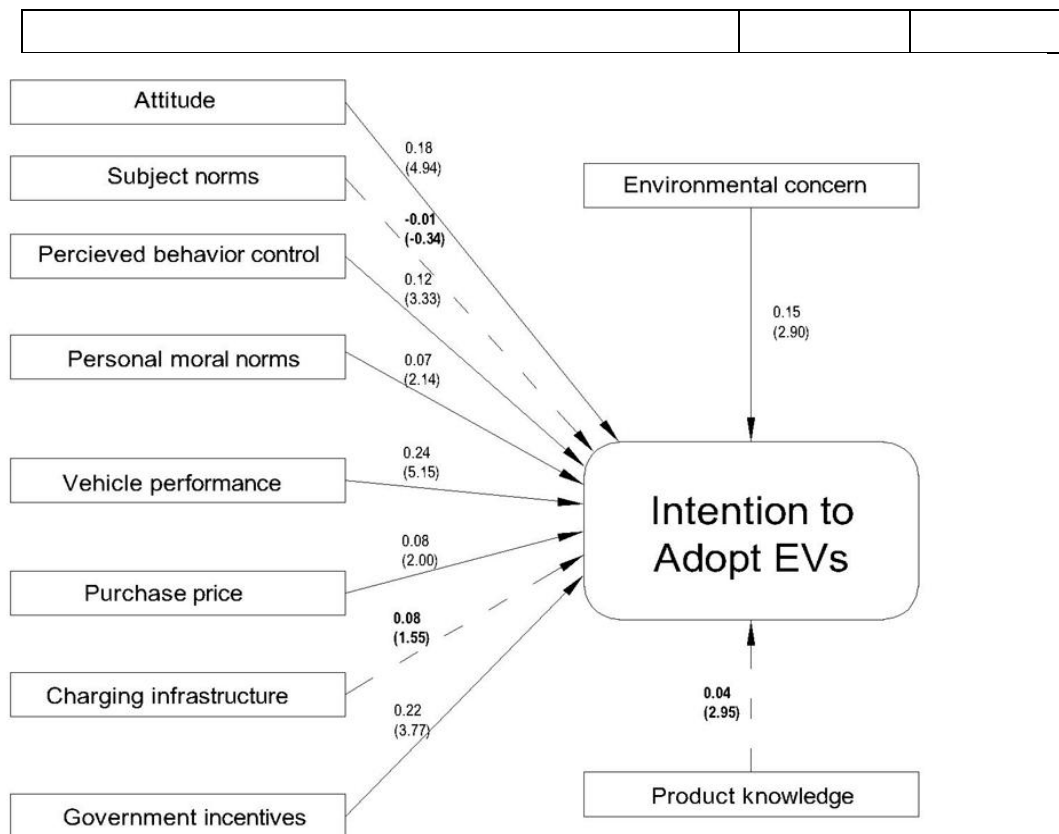 Attitude
0.18
(4.94)
Subject norms
-0.01
(-0.34)
Percieved behavior control
0.12
(3.33)
Personal moral norms
0.07
(2.14)
Vehicle performance
0.24
(5.15)
Purchase price
0.08
(2.00)
Charging infrastructure
0.08
(1.55)
Government incentives
0.22
(3.77)
Environmental concern
0.15
(2.90)
Intention to
Adopt EVs
0.04
(2.95)
Product knowledge